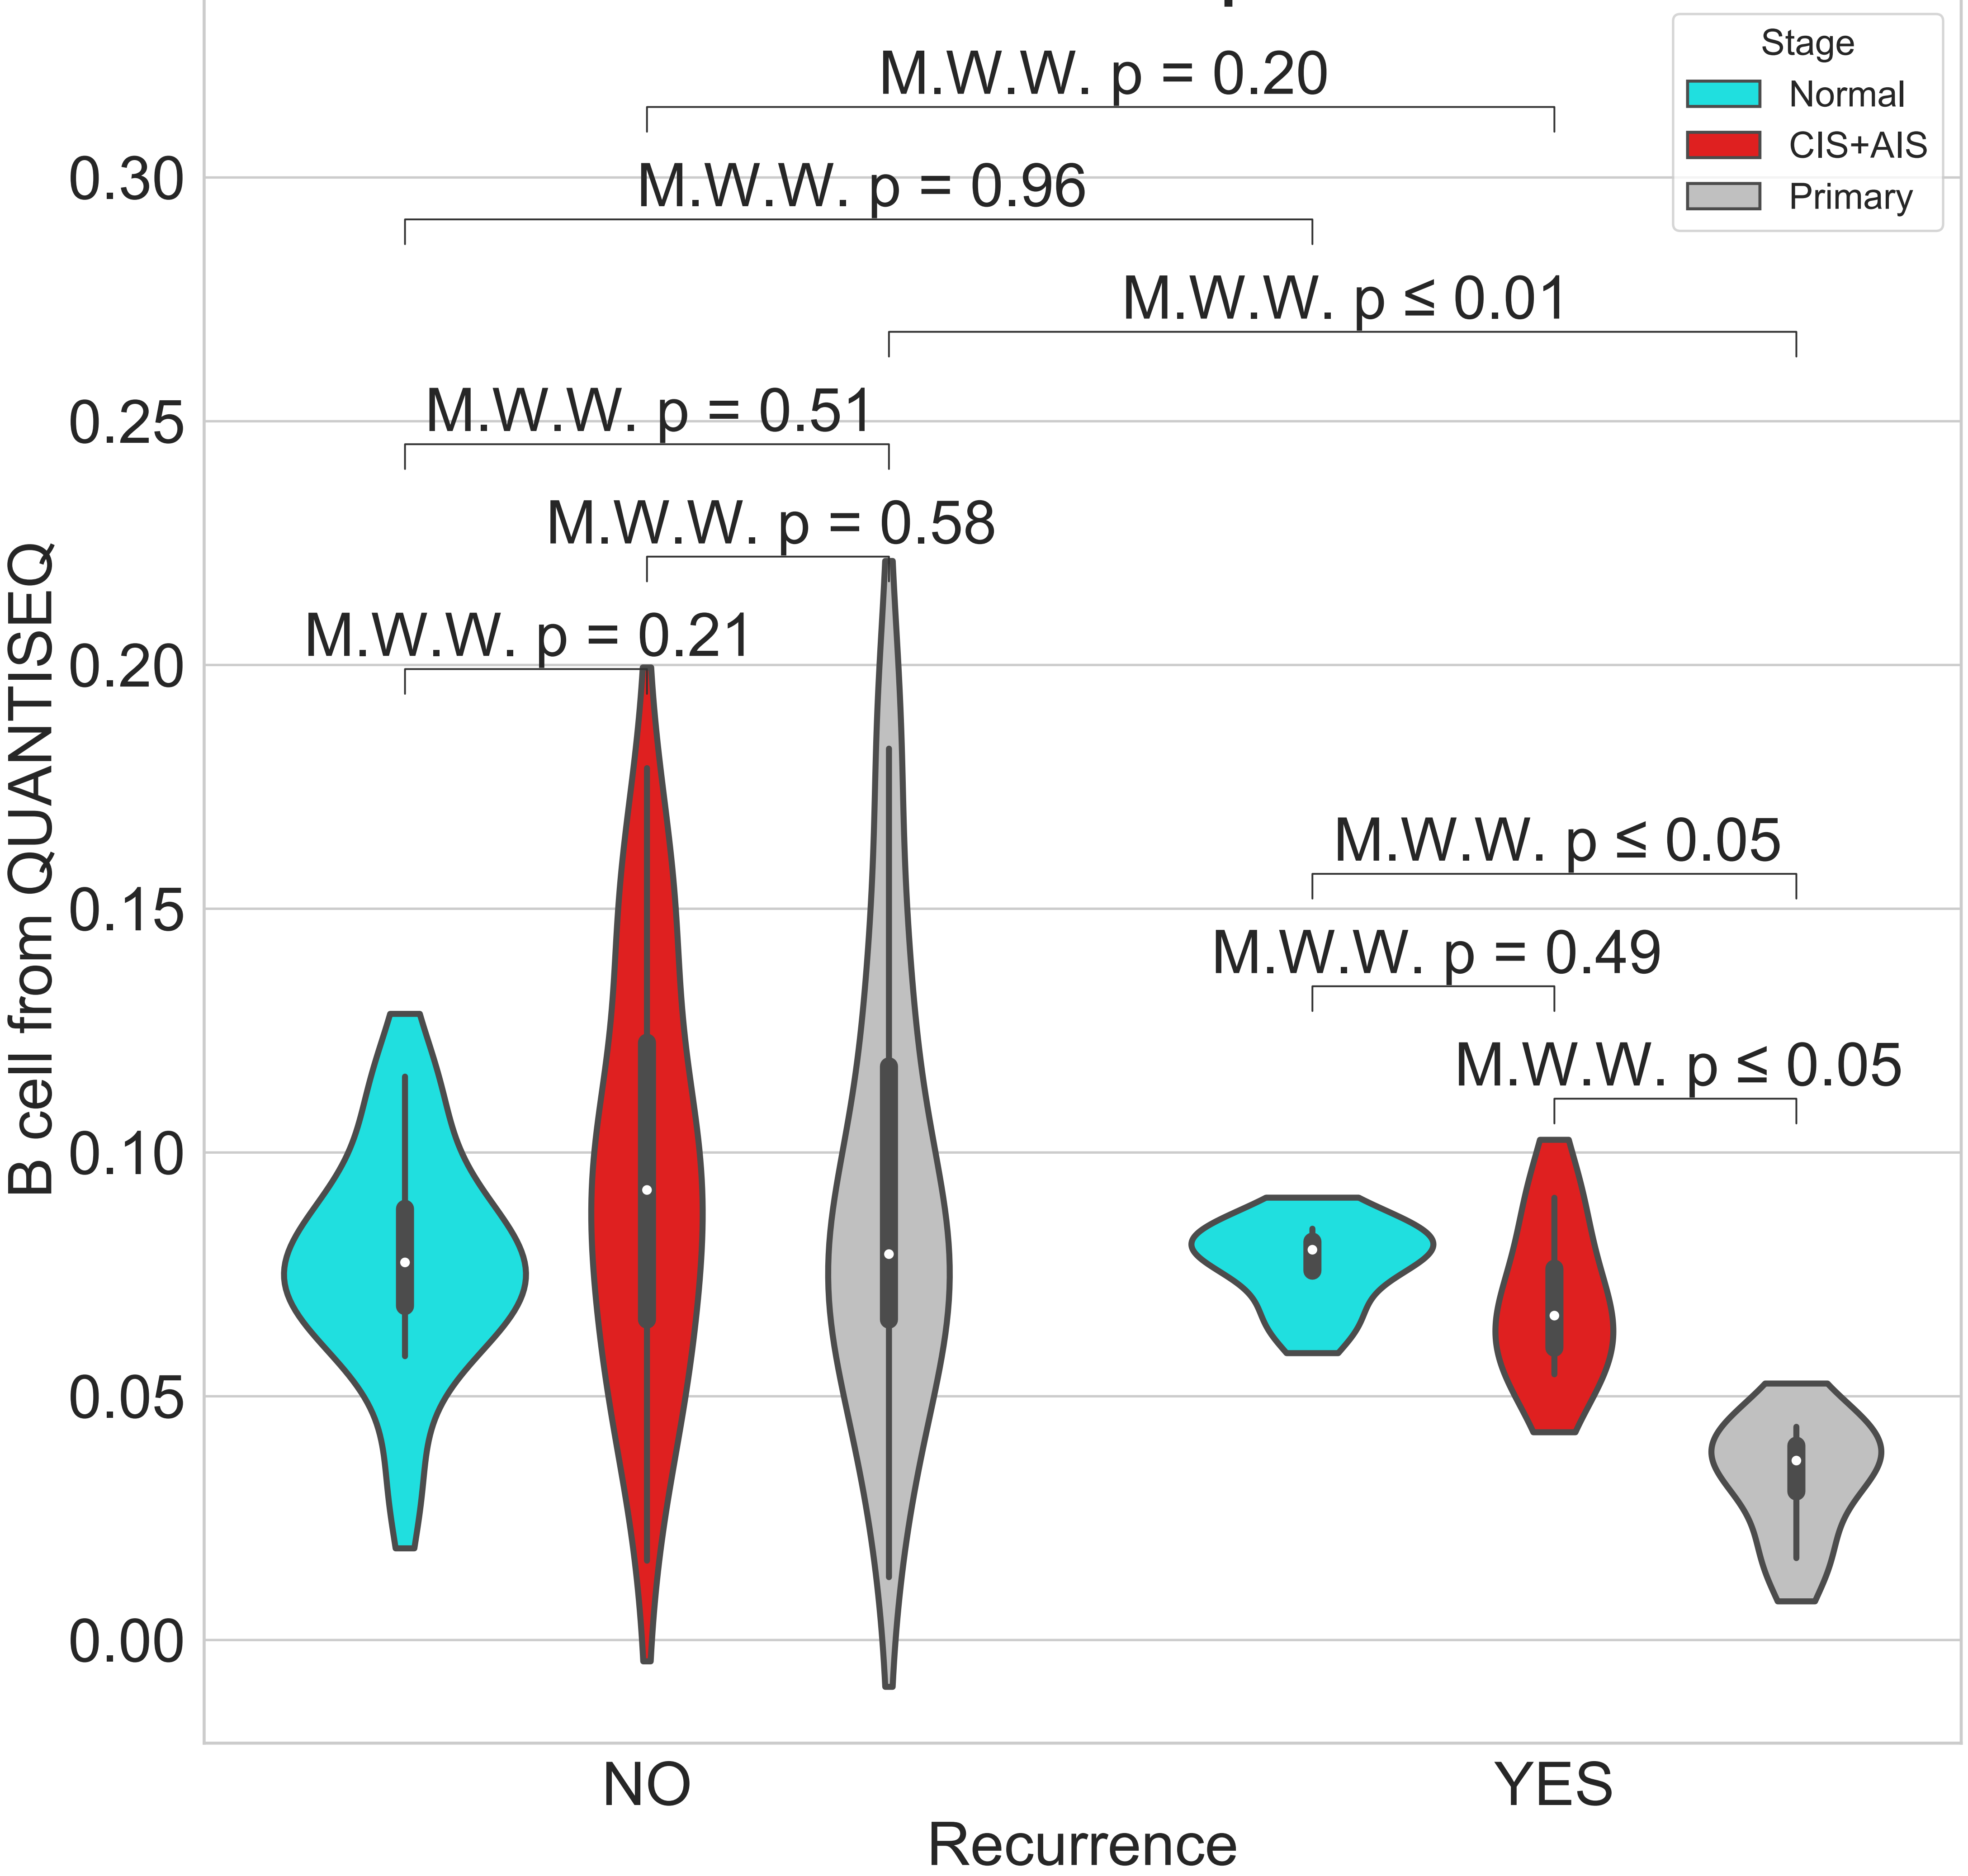 Stage
Normal
CIS+AIS
Primary
M.W.W. p = 0.20
M.W.W. p = 0.96
M.W.W. p ≤ 0.01
M.W.W. p = 0.51
M.W.W. p = 0.58
M.W.W. p = 0.21
M.W.W. p ≤ 0.05
M.W.W. p = 0.49
M.W.W. p ≤ 0.05
B cell from QUANTISEQ
0.30
0.25
0.20
0.15
0.10
0.05
0.00
NO
YES
Recurrence